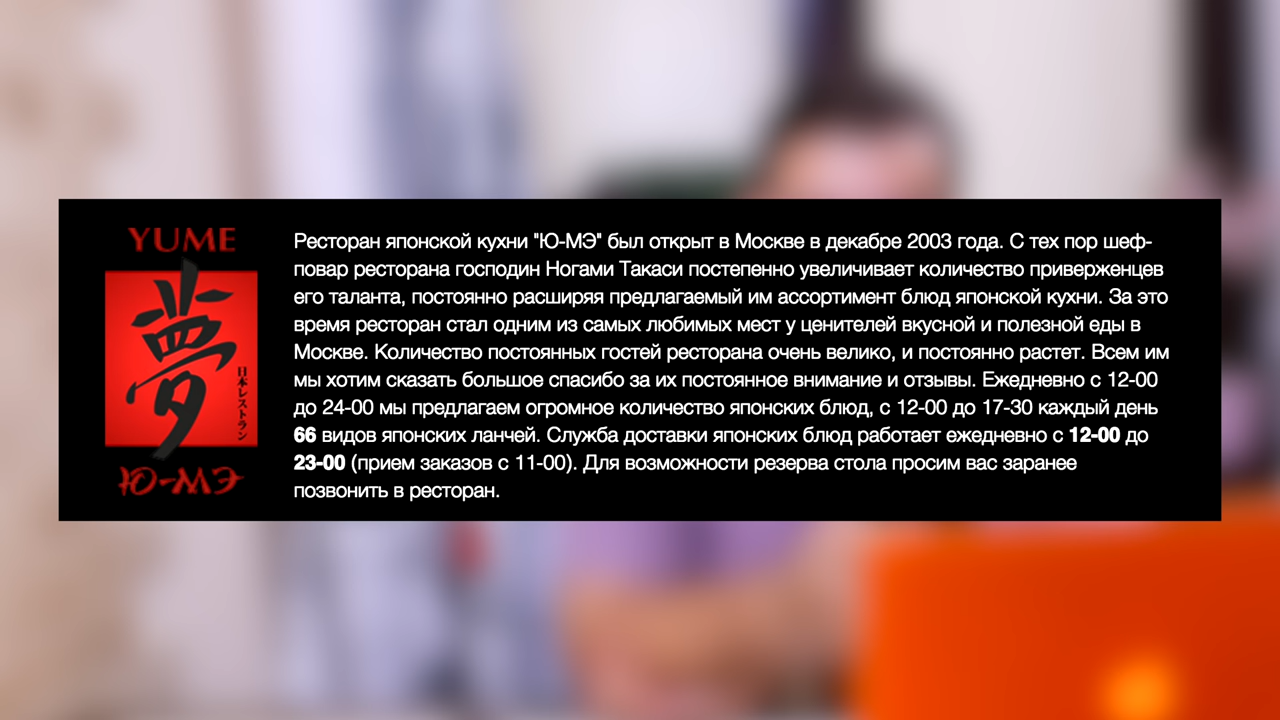 YUME
夢
日本レストラン
Ю-МЭ
Ресторан японской кухни "Ю-МЭ" был открыт в Москве в декабре 2003 года. С тех пор шеф-
повар ресторана господин Ногами Такаси постепенно увеличивает количество приверженцев
его таланта, постоянно расширяя предлагаемый им ассортимент блюд японской кухни. За это
время ресторан стал одним из самых любимых мест у ценителей вкусной и полезной еды в
Москве. Количество постоянных гостей ресторана очень велико, и постоянно растет. Всем им
мы хотим сказать большое спасибо за их постоянное внимание и отзывы. Ежедневно с 12-00
до 24-00 мы предлагаем огромное количество японских блюд, с 12-00 до 17-30 каждый день
66 видов японских ланчей. Служба доставки японских блюд работает ежедневно с 12-00 до
23-00 (прием заказов с 11-00). Для возможности резерва стола просим вас заранее
позвонить в ресторан.